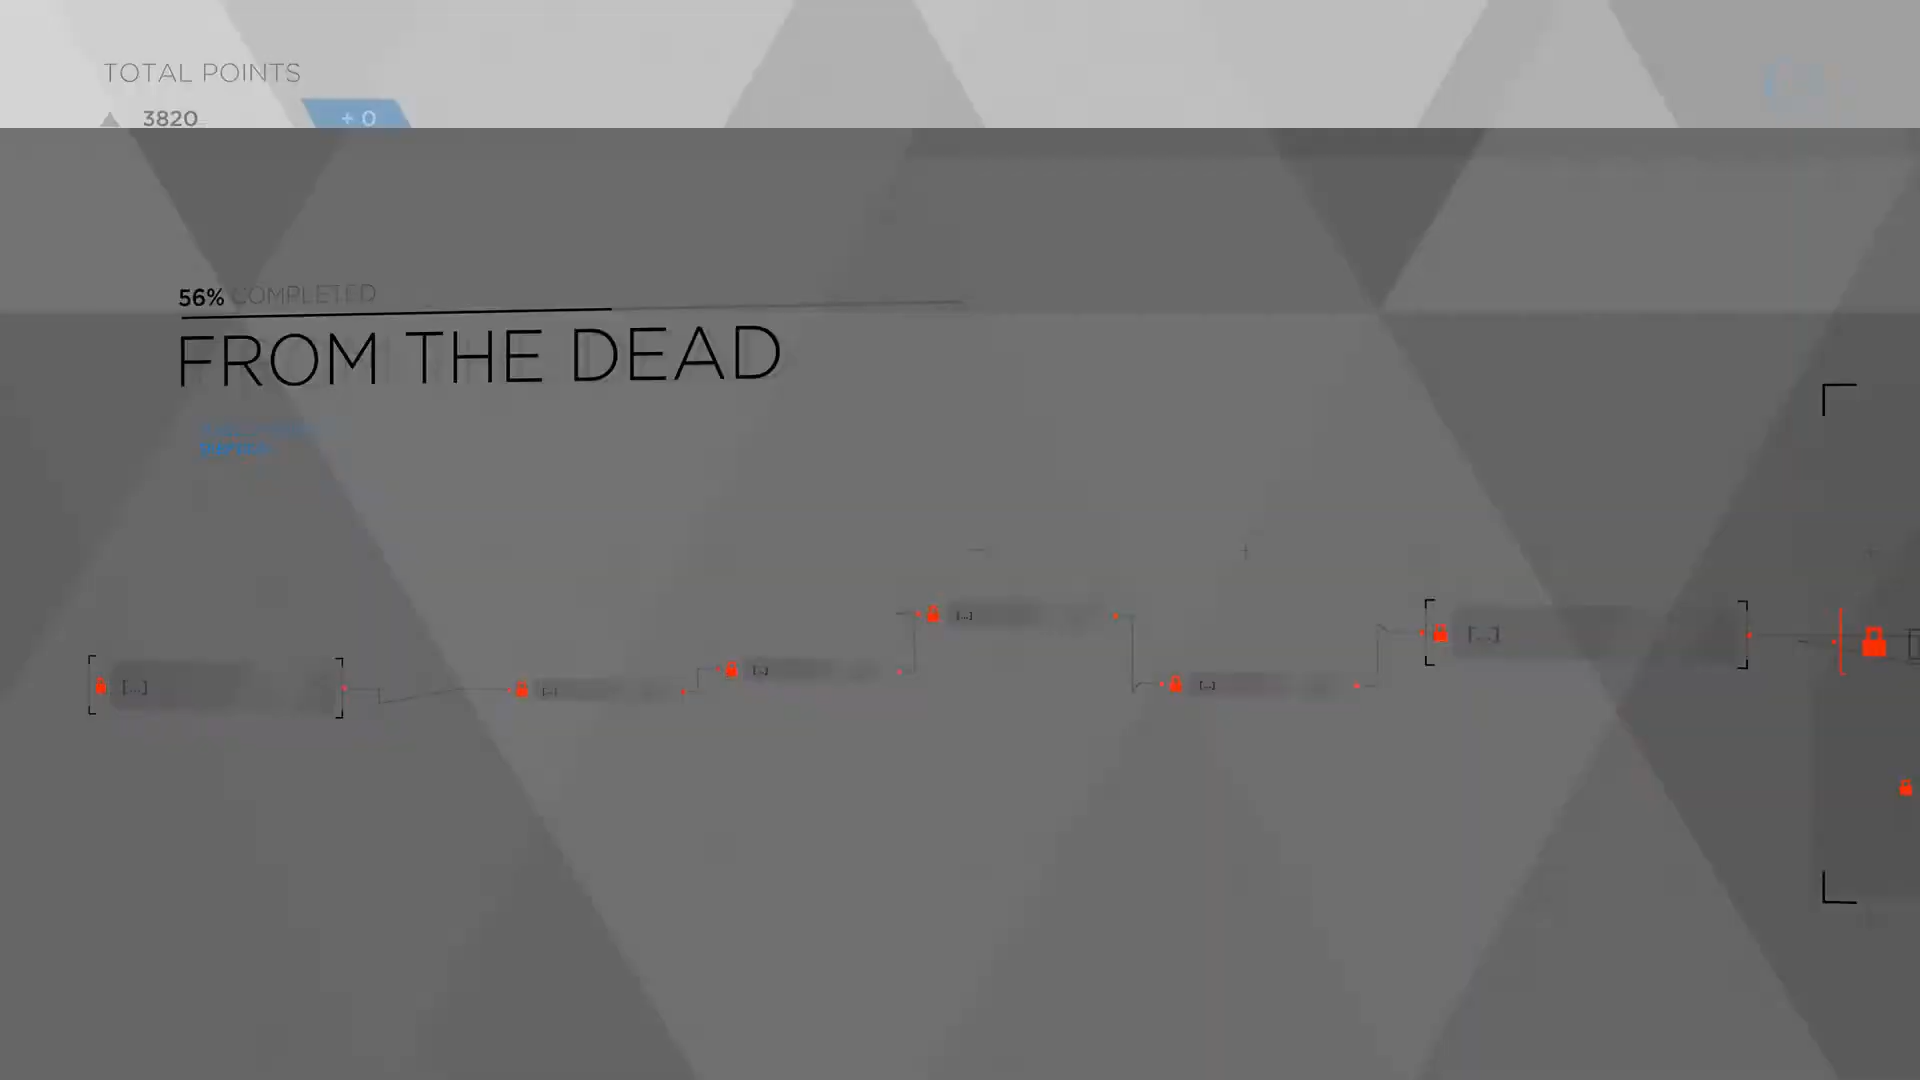 TOTAL POINTS
3820
+ 0
56% COMPLETED
FROM THE DEAD
[...]
[...]
[...]
[...]
[...]
[...]